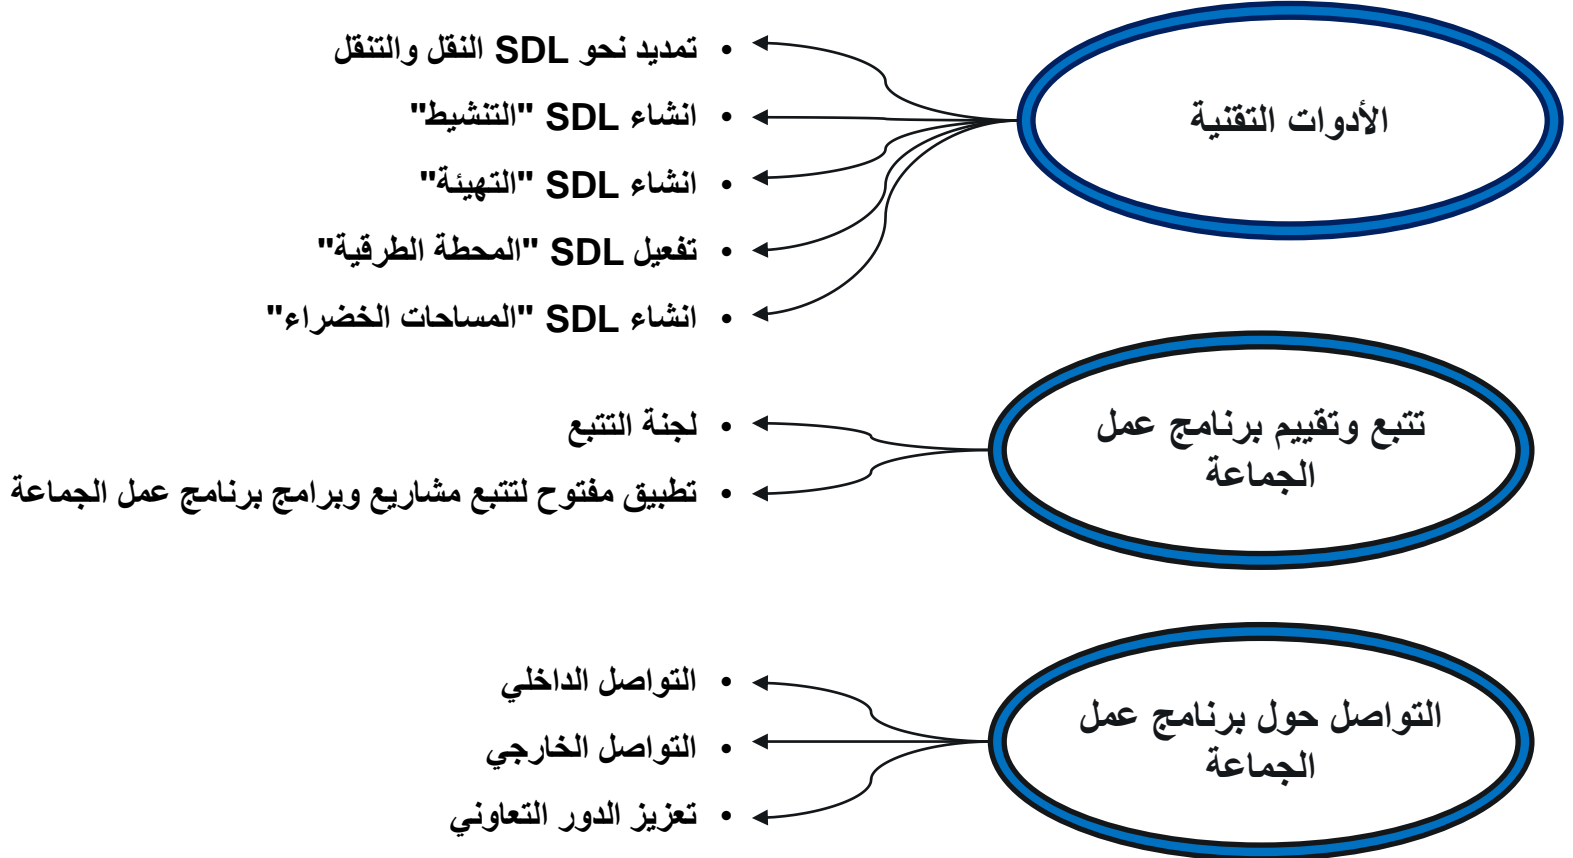 الأدوات التقنية
• تمديد نحو SDL النقل والتنقل
• انشاء SDL "التنشيط"
• انشاء SDL "التهيئة"
• تفعيل SDL "المحطة الطرقية"
• انشاء SDL "المساحات الخضراء"
تتبع وتقييم برنامج عمل
الجماعة
• لجنة التتبع
• تطبيق مفتوح لتتبع مشاريع وبرامج برنامج عمل الجماعة
التواصل حول برنامج عمل
الجماعة
• التواصل الداخلي
• التواصل الخارجي
• تعزيز الدور التعاوني